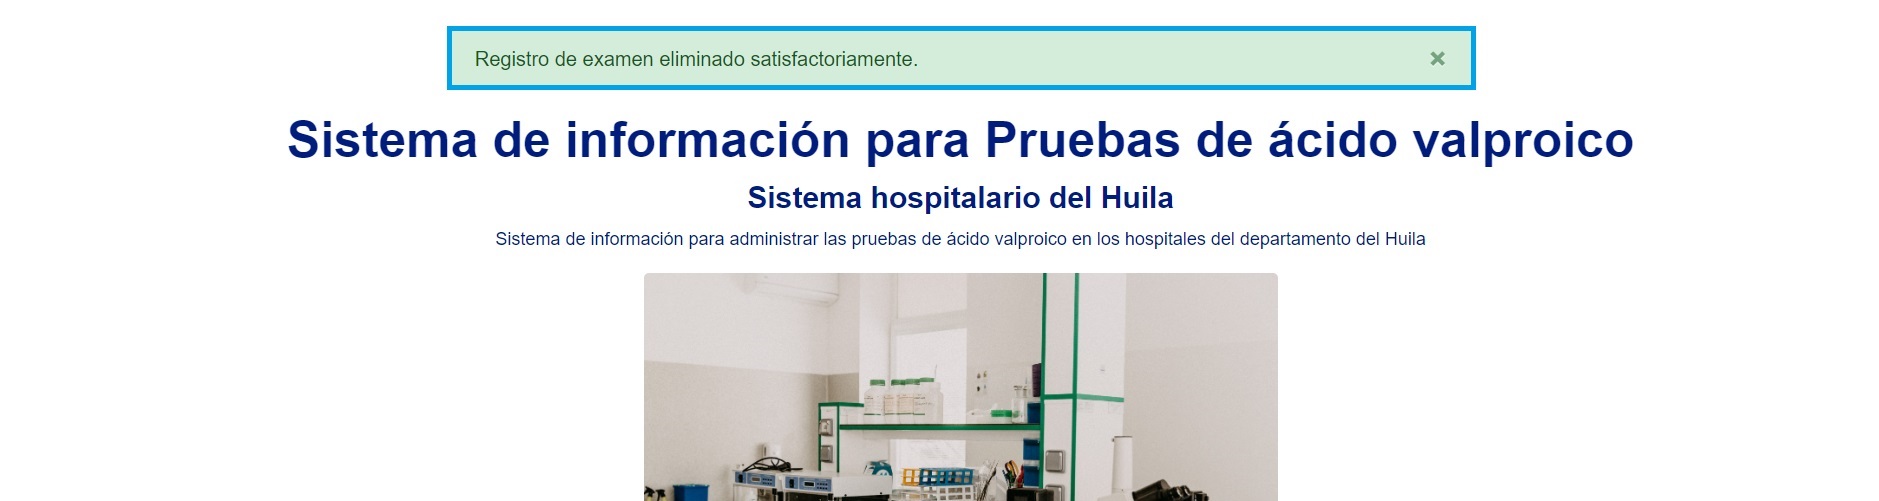 Registro de examen eliminado satisfactoriamente.
Sistema de información para Pruebas de ácido valproico
Sistema hospitalario del Huila
Sistema de información para administrar las pruebas de ácido valproico en los hospitales del departamento del Huila